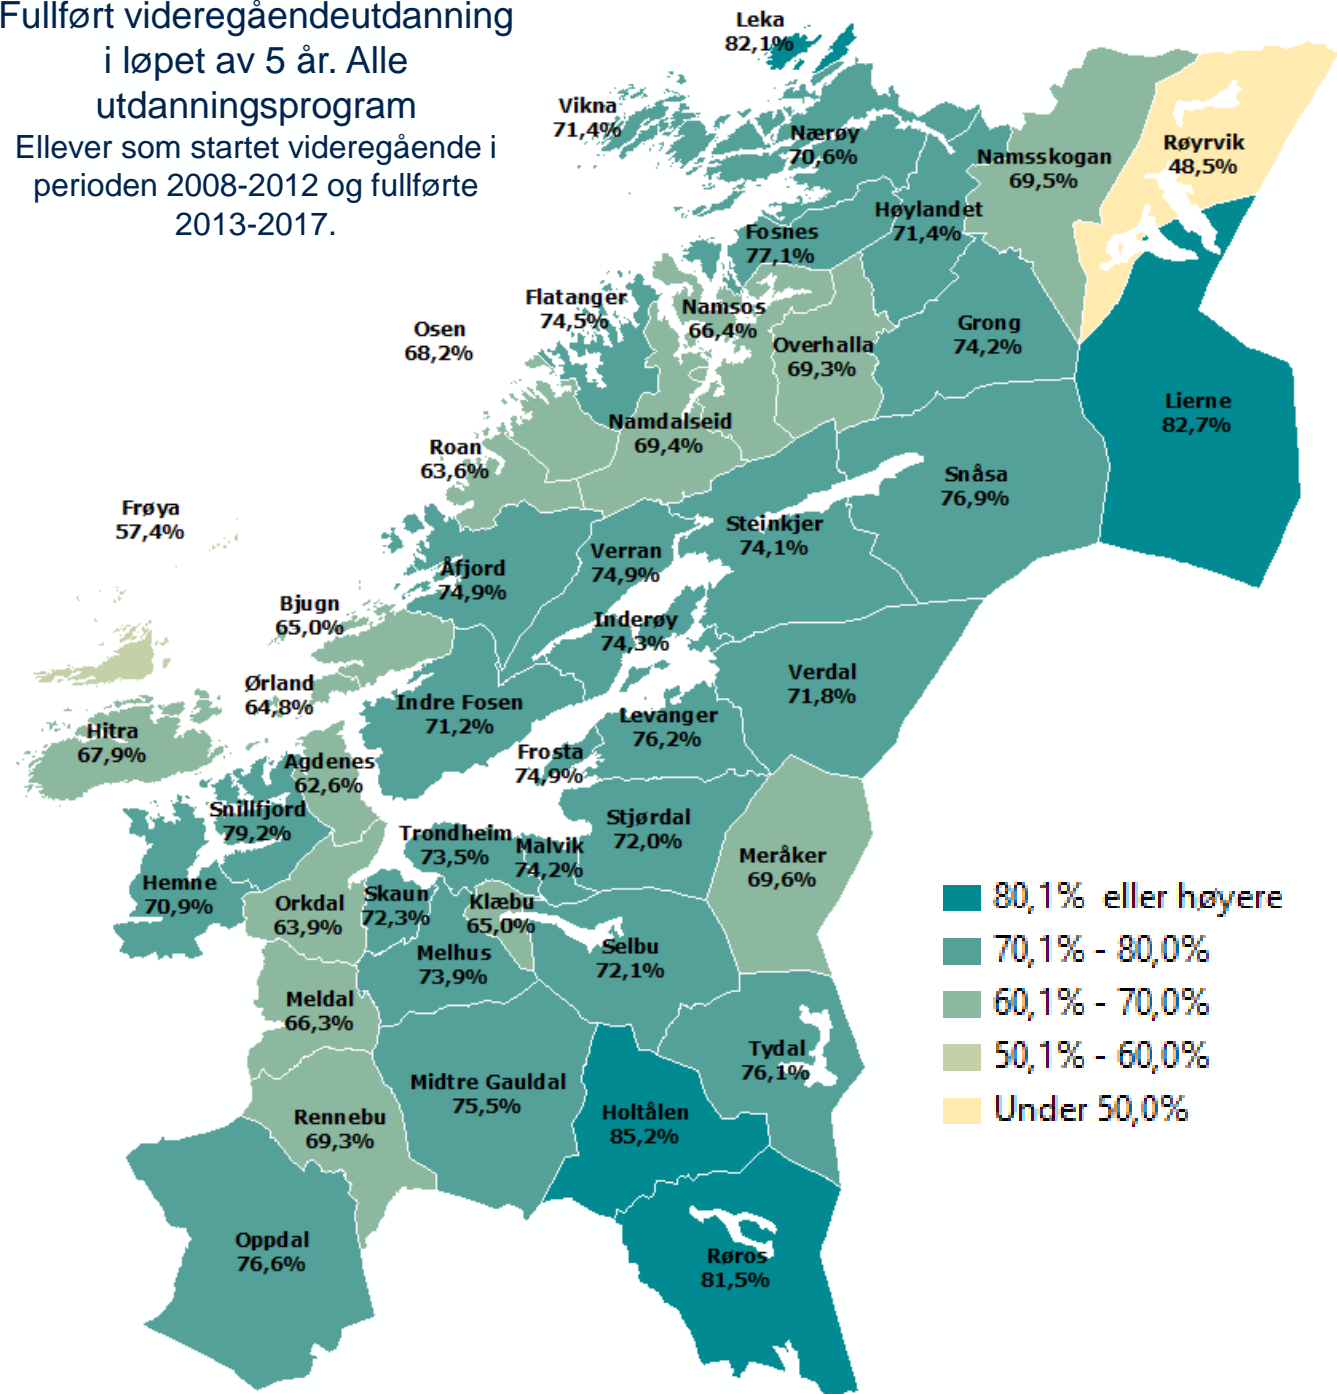 Fullført videregåendeutdanning
i løpet av 5 år. Alle
utdanningsprogram
Ellever som startet videregående i
perioden 2008-2012 og fullførte
2013-2017.
Leka
82,1%
Vikna
71,4%
Nærøy
70,6%
Namsskogan
69,5%
Røyrvik
48,5%
Høylandet
71,4%
Fosnes
77,1%
Flatanger
74,5%
Namsos
66,4%
Osen
68,2%
Overhalla
69,3%
Grong
74,2%
Lierne
82,7%
Namdalseid
69,4%
Roan
63,6%
Snåsa
76,9%
Frøya
57,4%
Steinkjer
74,1%
Verran
74,9%
Åfjord
74,9%
Bjugn
65,0%
Inderøy
74,3%
Verdal
71,8%
Ørland
64,8%
Indre Fosen
71,2%
Levanger
76,2%
Hitra
67,9%
Frosta
74,9%
Agdenes
62,6%
Snillfjord
79,2%
Stjørdal
72,0%
Trondheim
73,5%
Malvik
74,2%
Meråker
69,6%
Hemne
70,9%
Orkdal
63,9%
Skaun
72,3%
Klæbu
65,0%
Melhus
73,9%
Selbu
72,1%
Meldal
66,3%
Tydal
76,1%
Midtre Gauldal
75,5%
Rennebu
69,3%
Holtålen
85,2%
Oppdal
76,6%
Røros
81,5%
80,1% eller høyere
70,1% - 80,0%
60,1% - 70,0%
50,1% - 60,0%
Under 50,0%